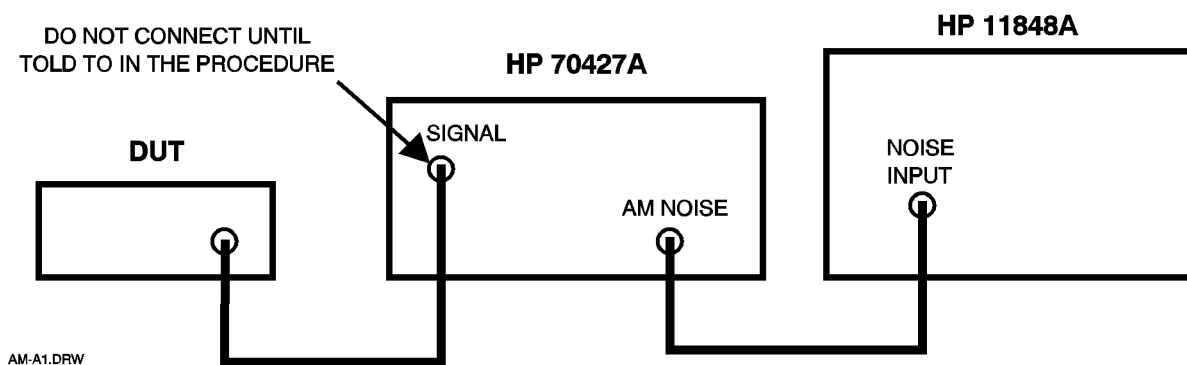 DO NOT CONNECT UNTIL
TOLD TO IN THE PROCEDURE
HP 11848A
HP 70427A
DUT
SIGNAL
NOISE
INPUT
AM NOISE
AM-A1.DRW